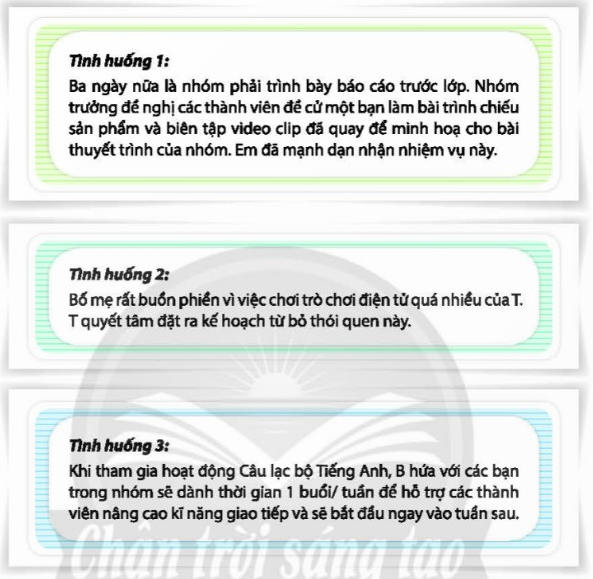 Tình huống 1:
Ba ngày nữa là nhóm phải trình bày báo cáo trước lớp. Nhóm
trưởng đề nghị các thành viên đề cử một bạn làm bài trình chiếu
sản phẩm và biên tập video clip đã quay để minh hoạ cho bài
thuyết trình của nhóm. Em đã mạnh dạn nhận nhiệm vụ này.
Tình huống 2:
Bố mẹ rất buồn phiền vì việc chơi trò chơi điện tử quá nhiều của T.
T quyết tâm đặt ra kế hoạch từ bỏ thói quen này.
Tình huống 3:
Khi tham gia hoạt động Câu lạc bộ Tiếng Anh, B hứa với các bạn
trong nhóm sẽ dành thời gian 1 buổi/ tuần để hỗ trợ các thành
viên nâng cao kĩ năng giao tiếp và sẽ bắt đầu ngay vào tuần sau.
Chân trời sáng tạo